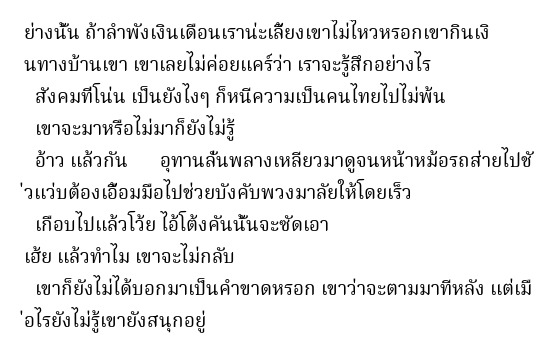 ย่างนั้น ถ้าลำพังเงินเดือนเราน่ะเลี้ยงเขาไม่ไหวหรอกเขากินเงิ
นทางบ้านเขา เขาเลยไม่ค่อยแคร์ว่า เราจะรู้สึกอย่างไร
สังคมที่โน่น เป็นยังไงๆ ก็หนีความเป็นคนไทยไปไม่พ้น
เขาจะมาหรือไม่มาก็ยังไม่รู้
อ้าว แล้วกัน อุทานลั่นพลางเหลียวมาดูจนหน้าหม้อรถส่ายไปชั
่วแว่บต้องเอื้อมมือไปช่วยบังคับพวงมาลัยให้โดยเร็ว
เกือบไปแล้วโว้ย ไอ้โต้งคันนั้นจะซัดเอา
เฮ้ย แล้วทำไม เขาจะไม่กลับ
เขาก็ยังไม่ได้บอกมาเป็นคำขาดหรอก เขาว่าจะตามมาทีหลัง แต่เมื
่อไรยังไม่รู้เขายังสนุกอยู่